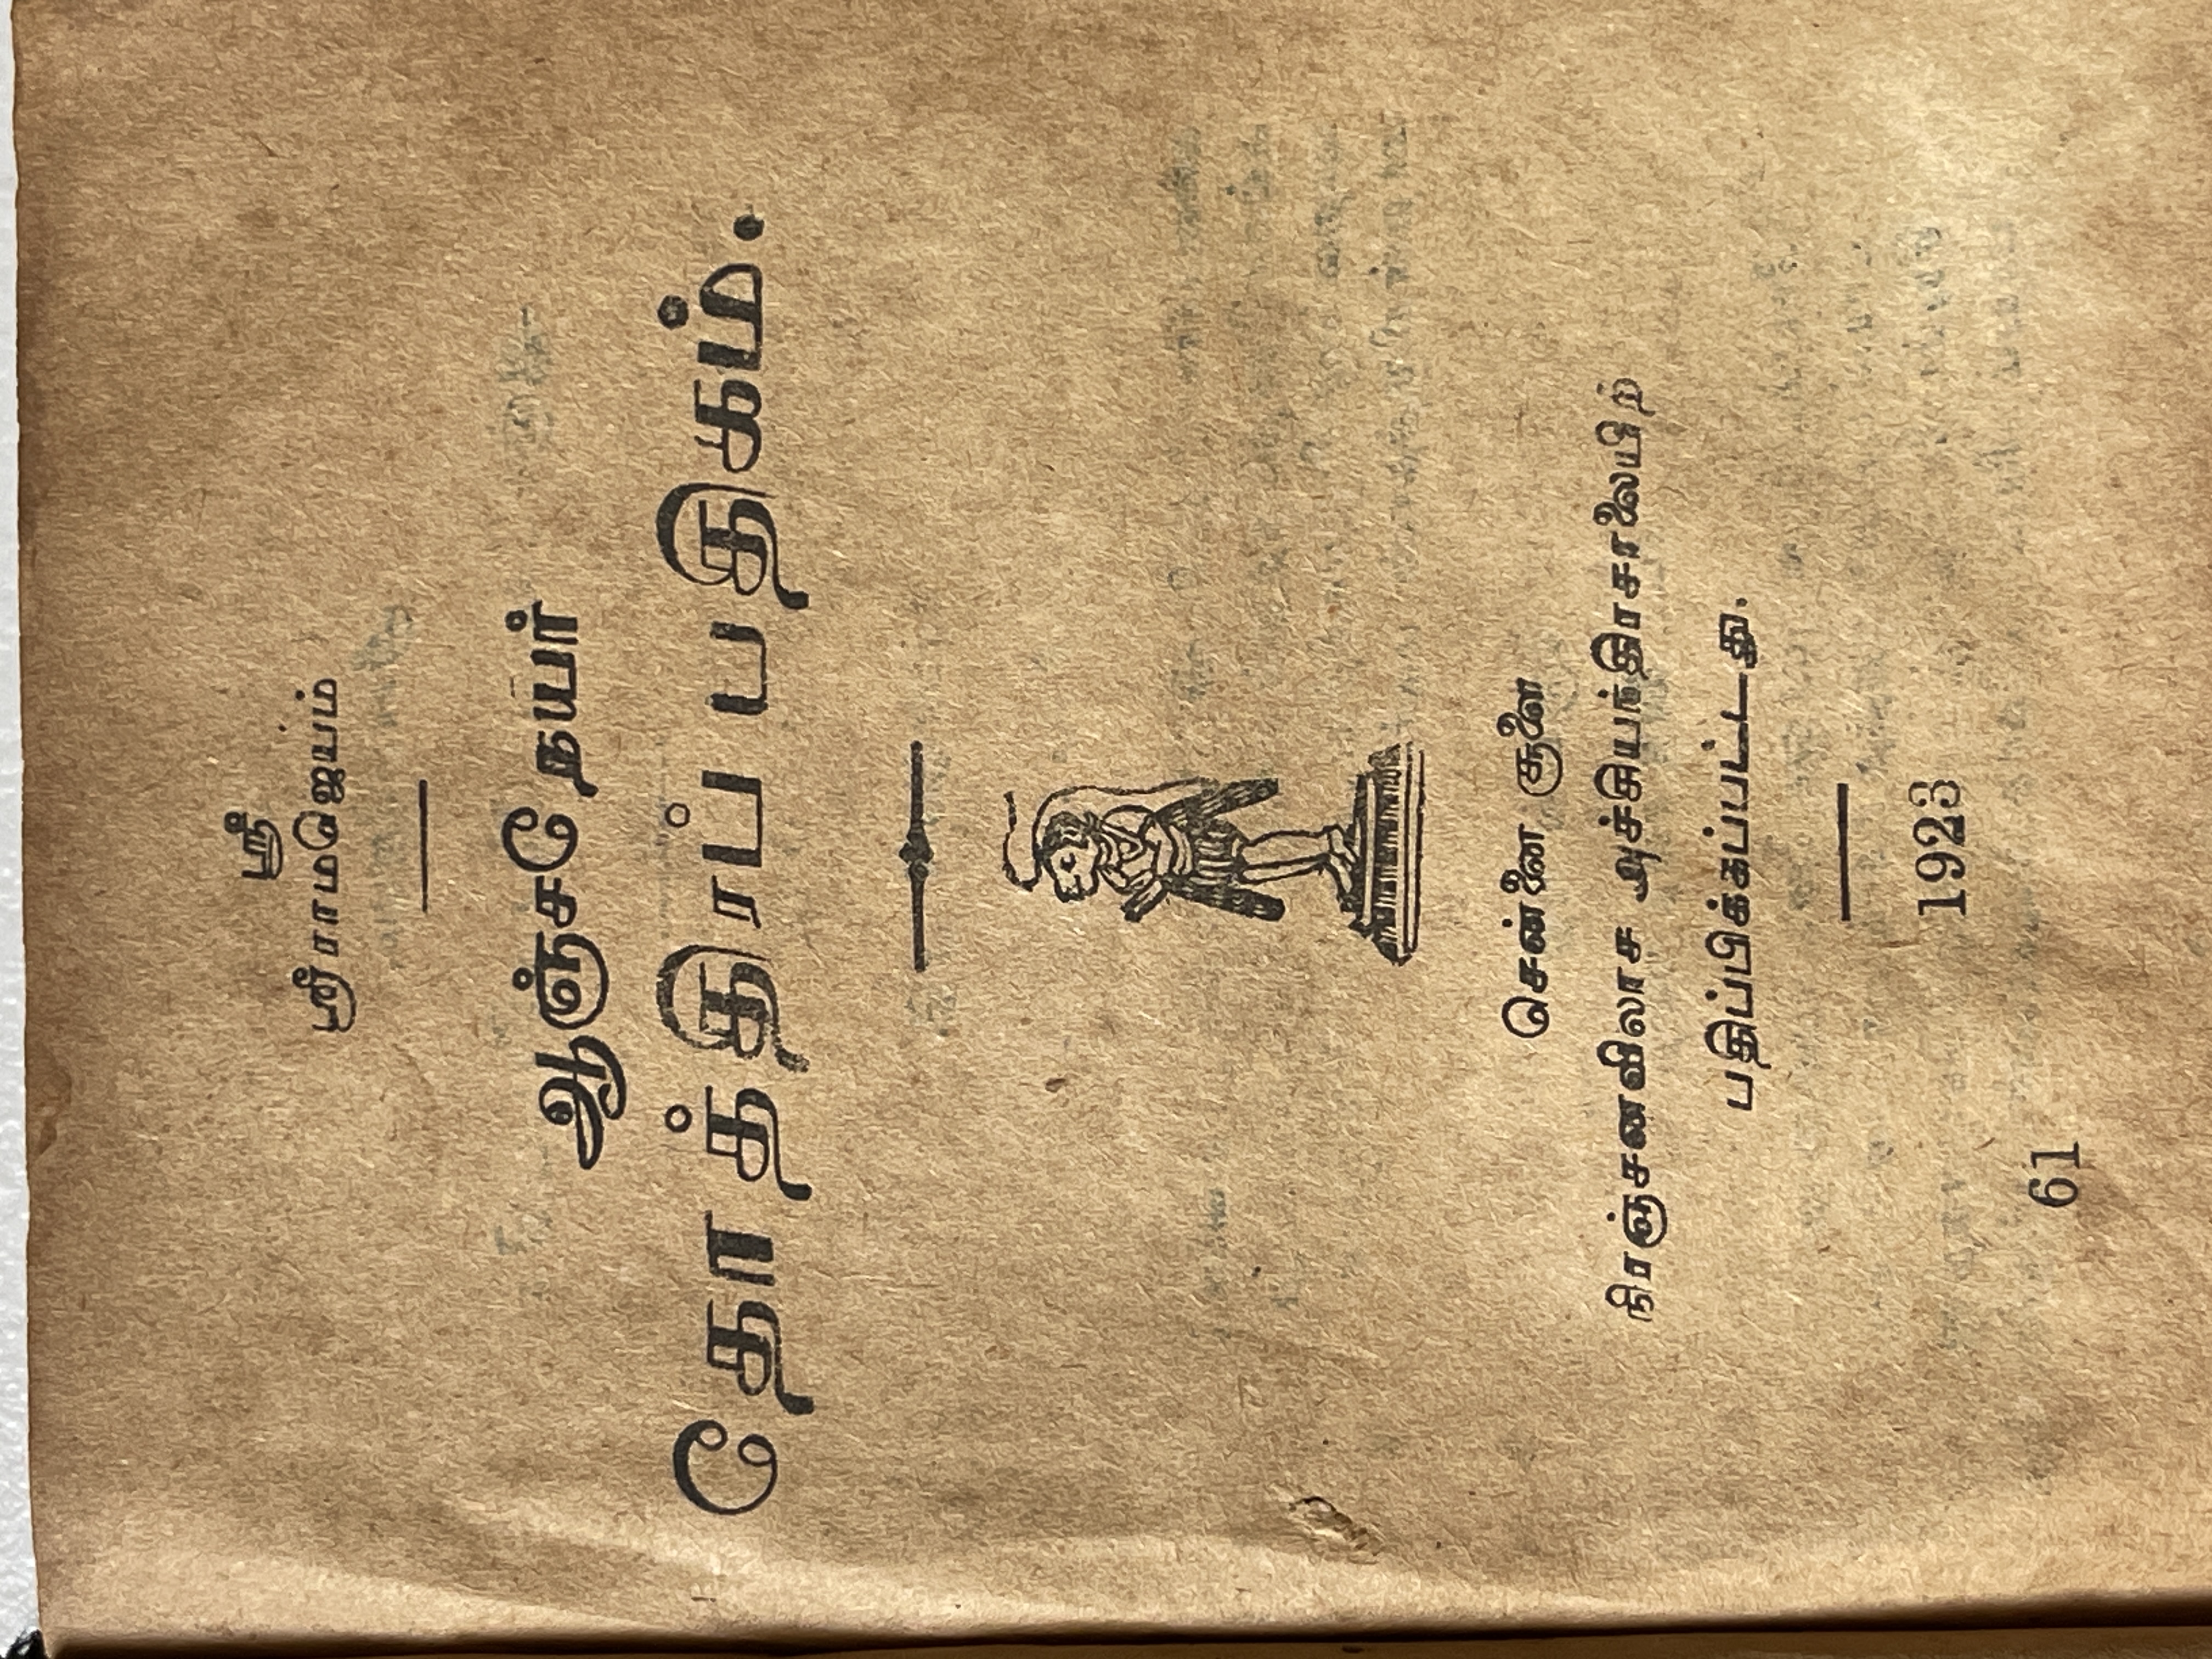 ஸ்ரீ
ஸ்ரீராமஜெயம்
ஆஞ்சநேயர்
தோத்திரப்பதிகம்.
சென்னை சூளை
நிரஞ்சனவிலாச அச்சியந்திரசாலையிற்
பதிப்பிக்கப்பட்டது.
1923
61